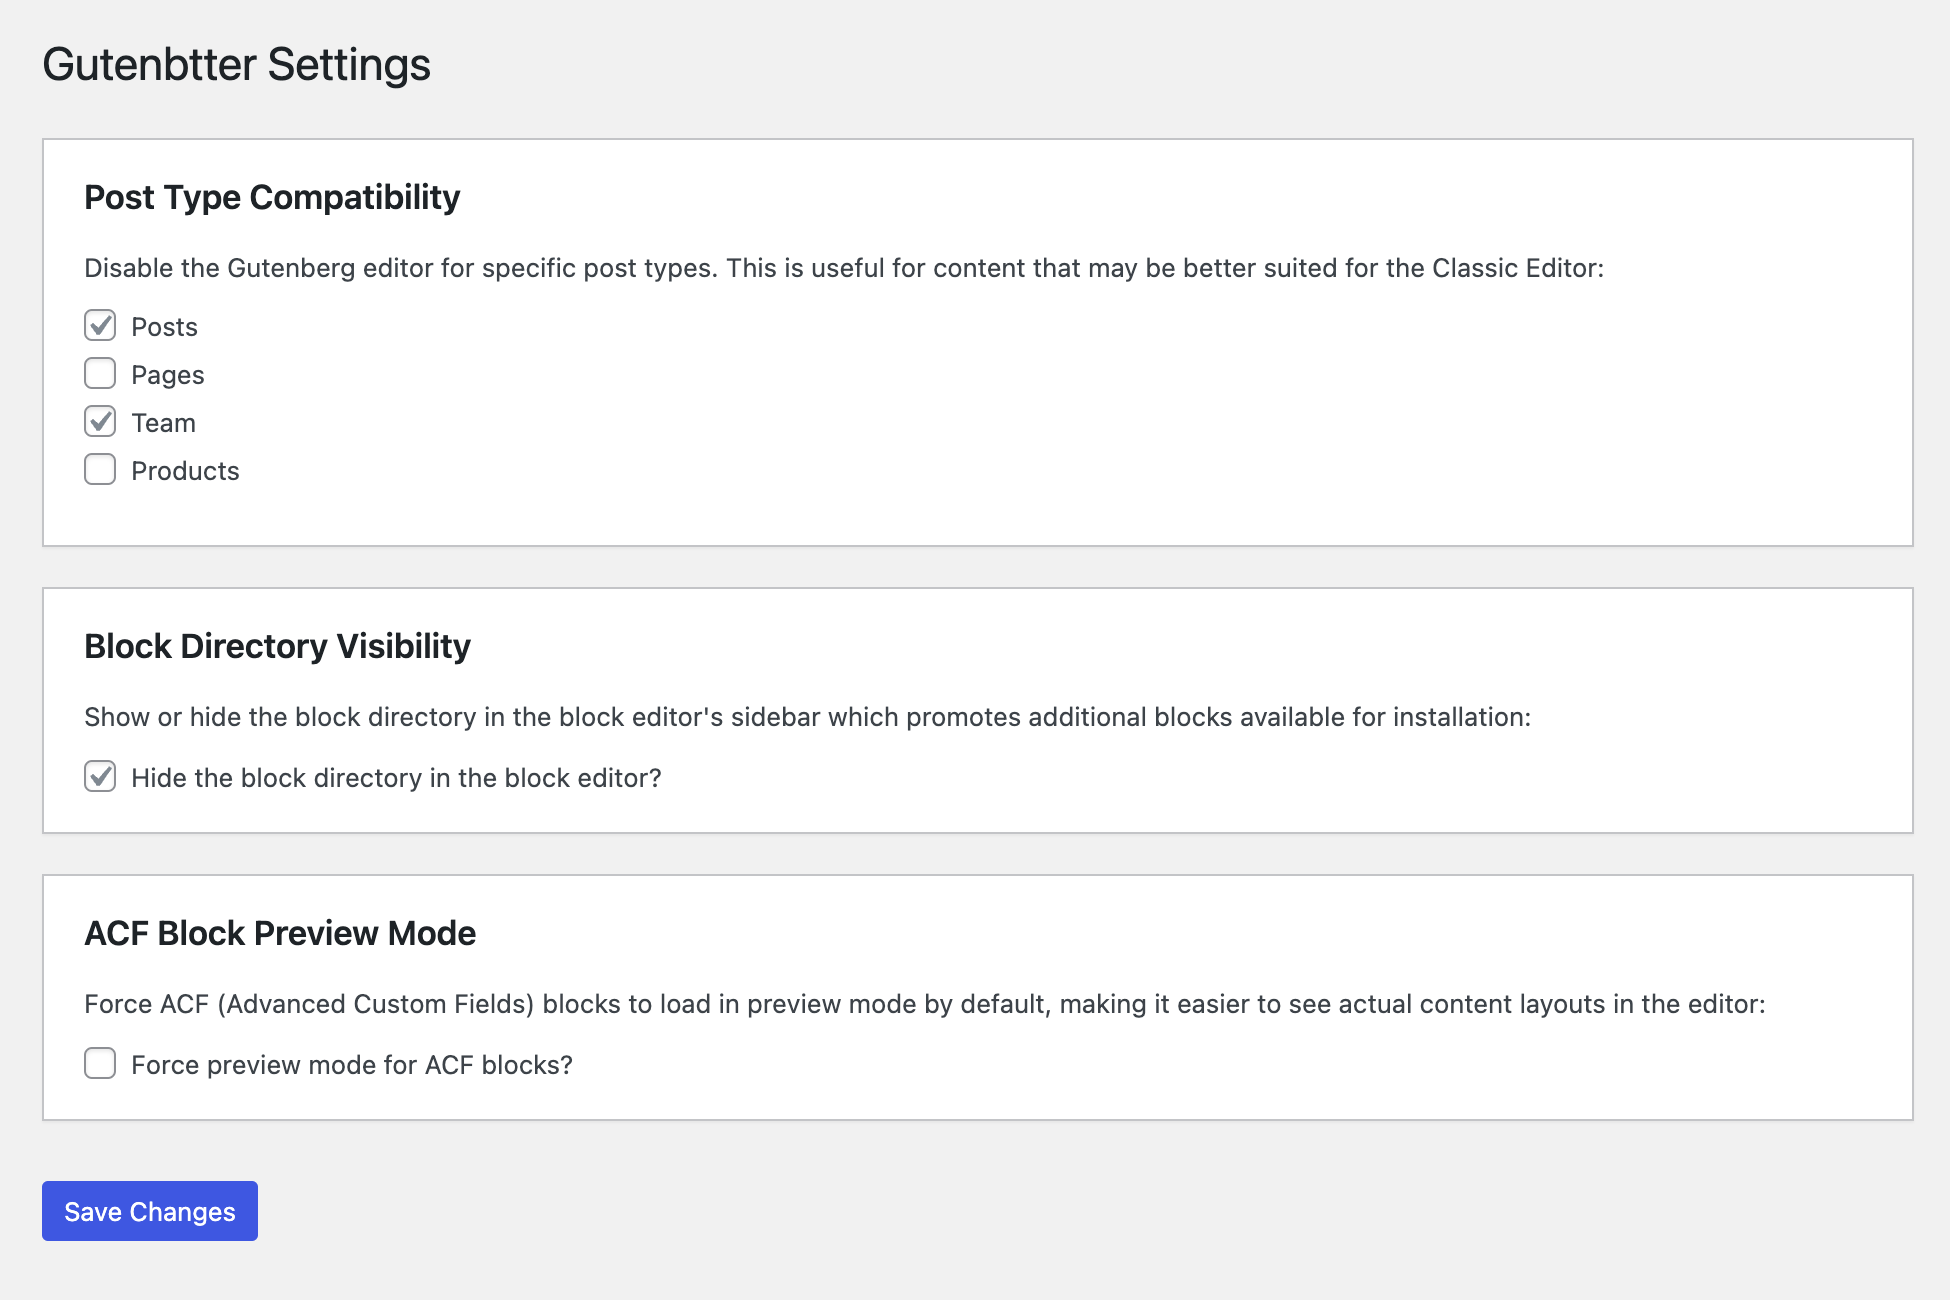 Gutenbtter Settings
Post Type Compatibility
Disable the Gutenberg editor for specific post types. This is useful for content that may be better suited for the Classic Editor:
Posts
Pages
Team
Products
Block Directory Visibility
Show or hide the block directory in the block editor's sidebar which promotes additional blocks available for installation:
Hide the block directory in the block editor?
ACF Block Preview Mode
Force ACF (Advanced Custom Fields) blocks to load in preview mode by default, making it easier to see actual content layouts in the editor:
Force preview mode for ACF blocks?
Save Changes